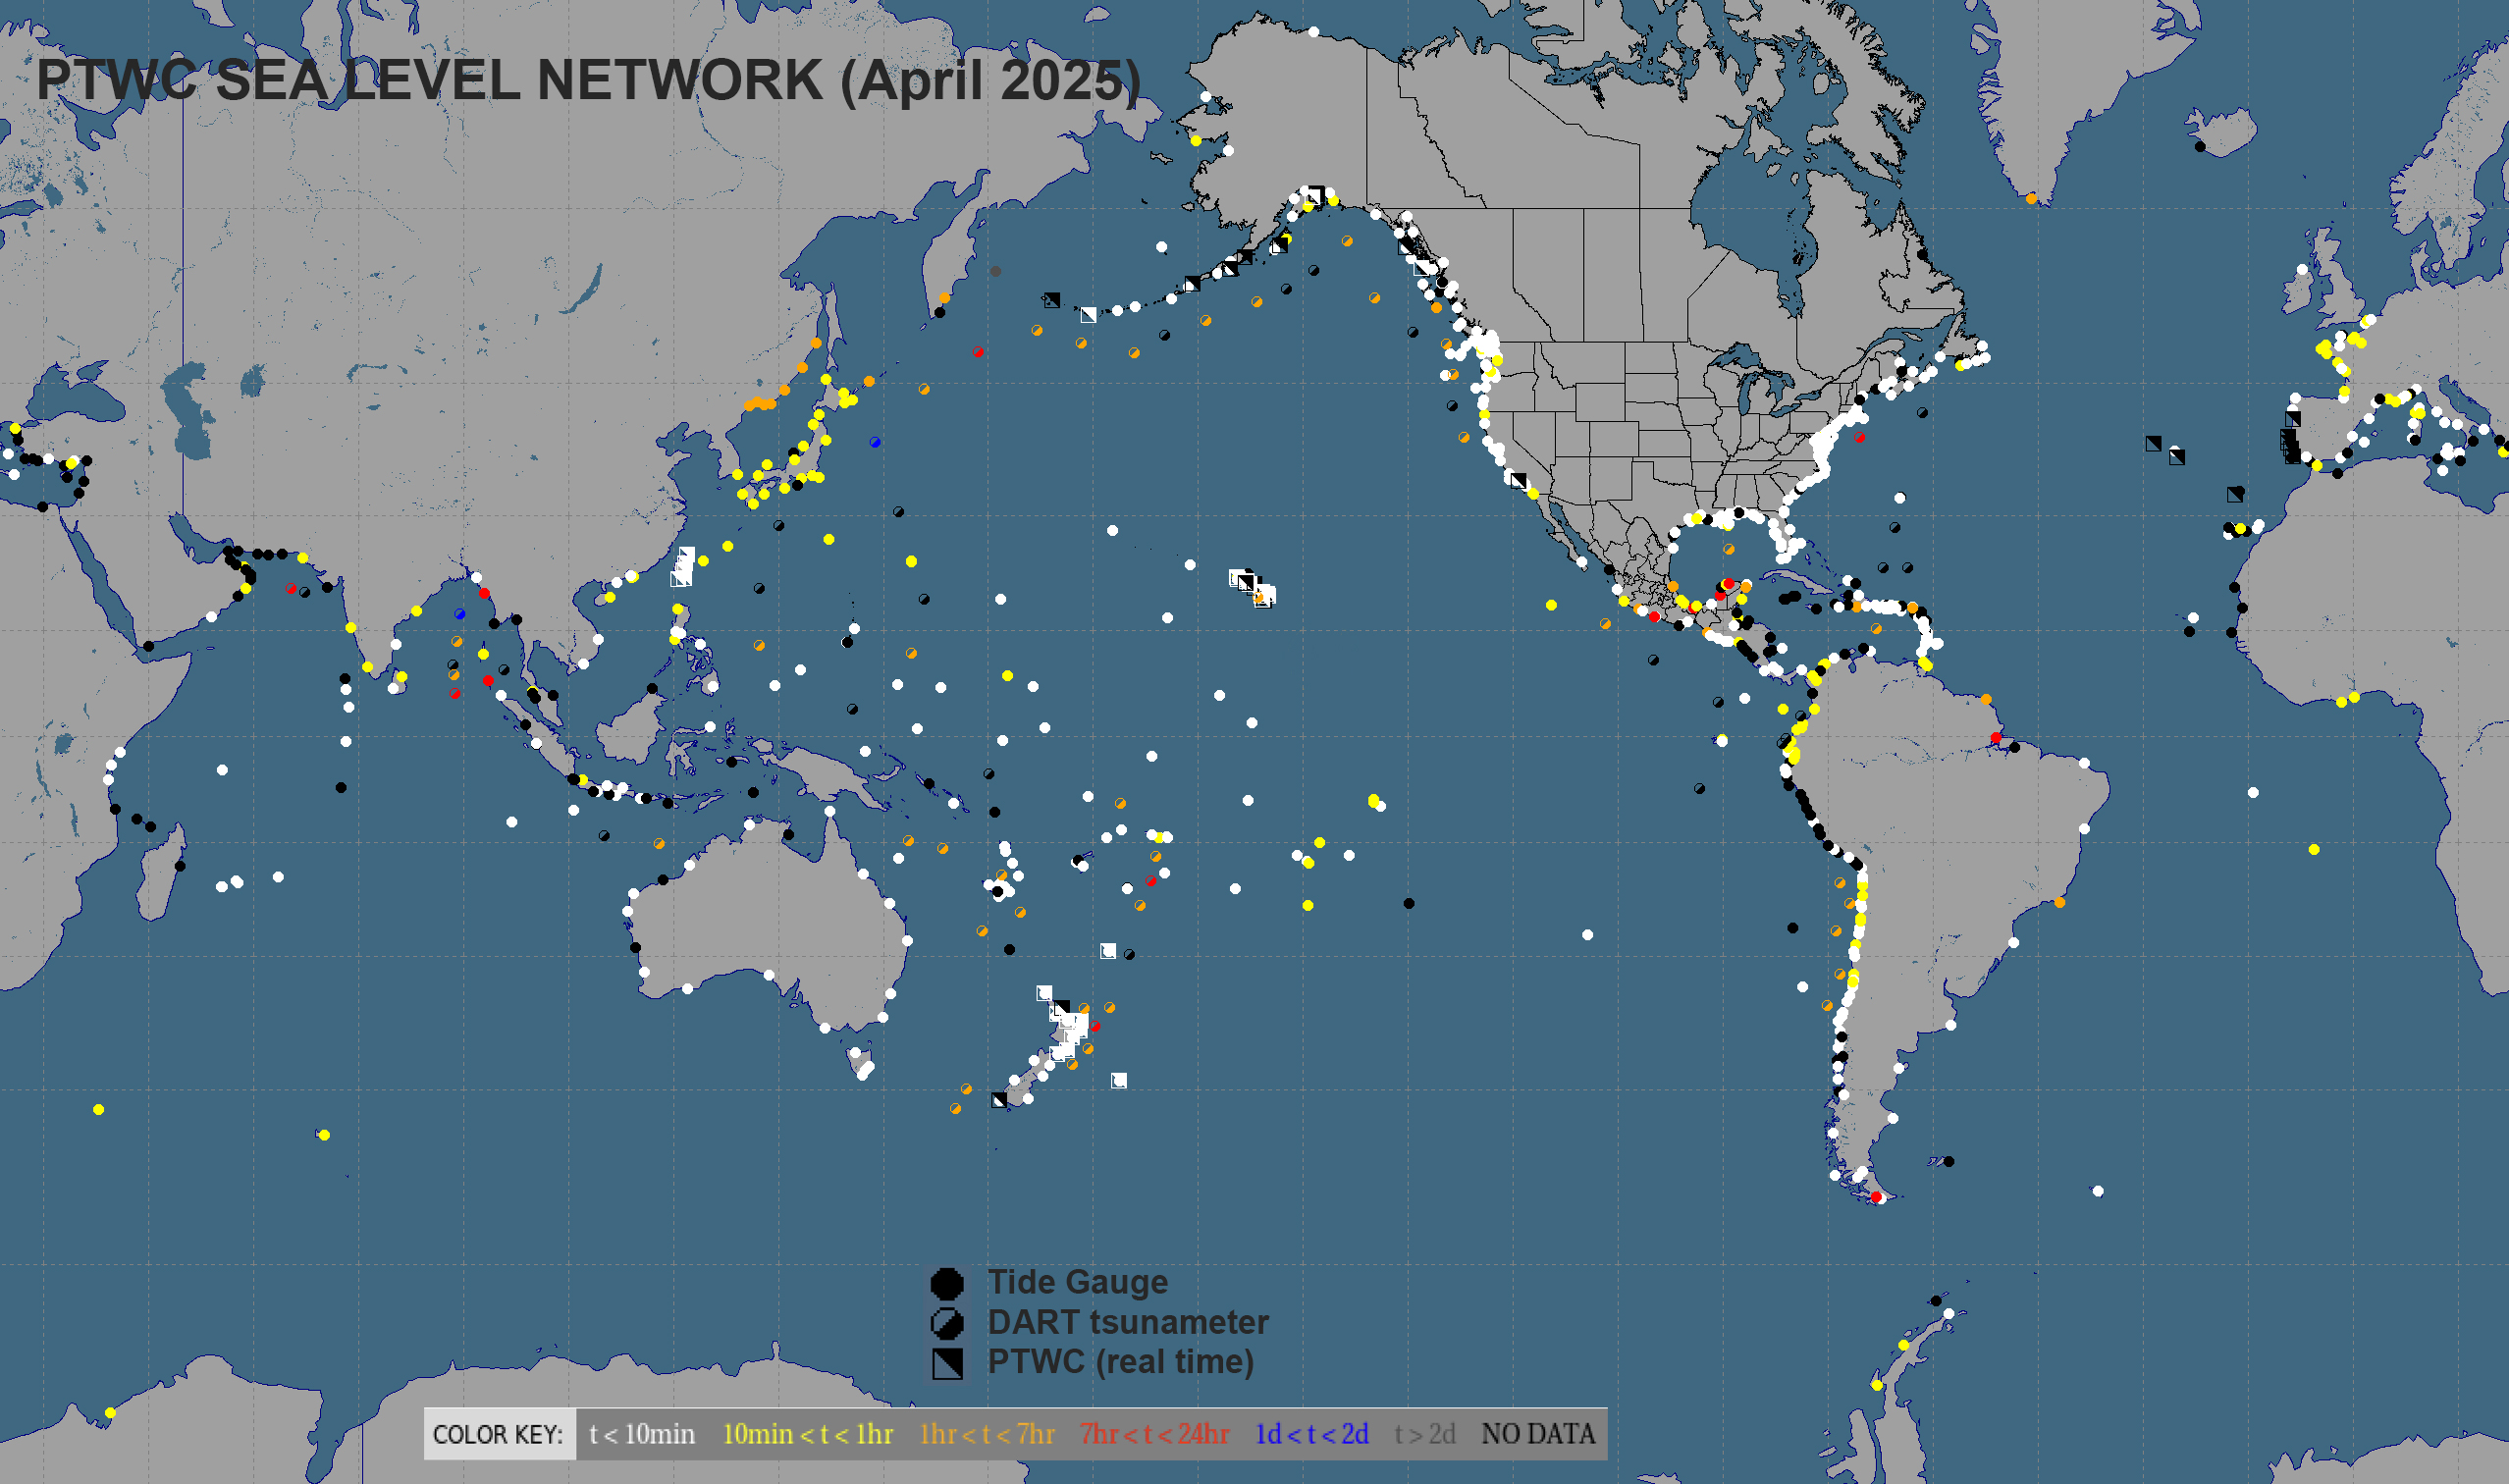 PTWC SEA LEVEL NETWORK (April 2025)
Tide Gauge
DART tsunameter
PTWC (real time)
COLOR KEY: t < 10min 10min < t < 1hr 1hr < t < 7hr 7hr < t < 24hr 1d < t < 2d t > 2d NO DATA